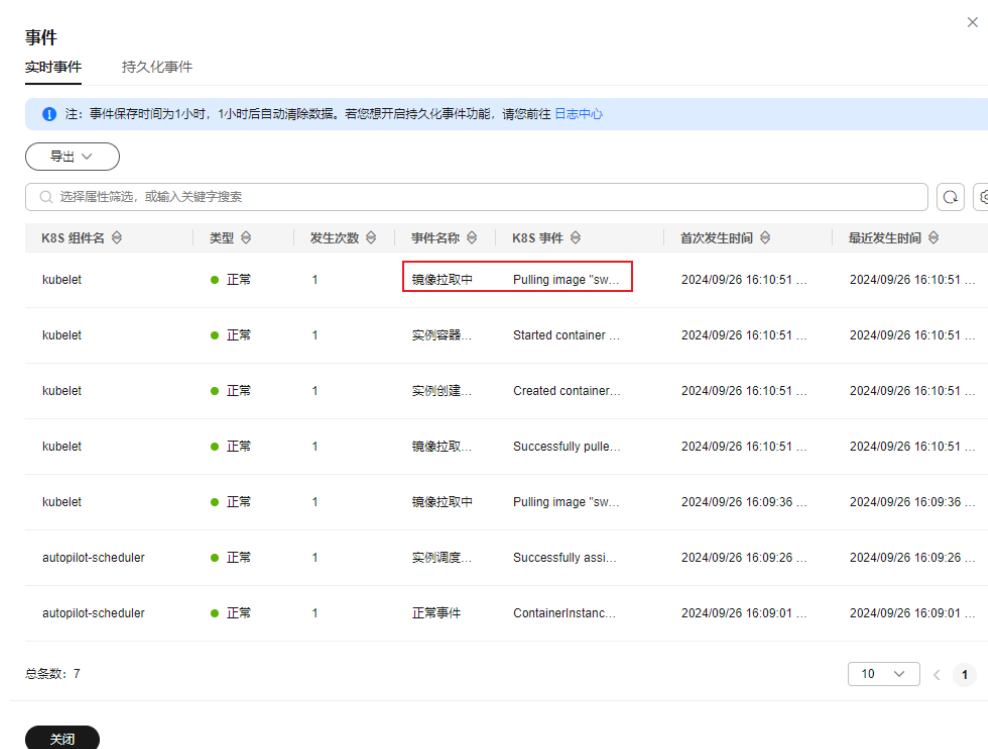 事件
实时事件 持久化事件
注：事件保存时间为1小时，1小时后自动清除数据。若您想开启持久化事件功能，请您前往 日志中心
导出
选择属性筛选，或输入关键字搜索
K8S 组件名 类型 发生次数 事件名称 K8S 事件 首次发生时间 最近发生时间
kubelet 正常 1 镜像拉取中 Pulling image "sw... 2024/09/26 16:10:51 ... 2024/09/26 16:10:51 ...
kubelet 正常 1 实例容器... Started container ... 2024/09/26 16:10:51 ... 2024/09/26 16:10:51 ...
kubelet 正常 1 实例创建... Created container... 2024/09/26 16:10:51 ... 2024/09/26 16:10:51 ...
kubelet 正常 1 镜像拉取... Successfully pulle... 2024/09/26 16:10:51 ... 2024/09/26 16:10:51 ...
kubelet 正常 1 镜像拉取中 Pulling image "sw... 2024/09/26 16:09:36 ... 2024/09/26 16:09:36 ...
autopilot-scheduler 正常 1 实例调度... Successfully assi... 2024/09/26 16:09:26 ... 2024/09/26 16:09:26 ...
autopilot-scheduler 正常 1 正常事件 ContainerInstanc... 2024/09/26 16:09:01 ... 2024/09/26 16:09:01 ...
总条数：7 10 1
关闭